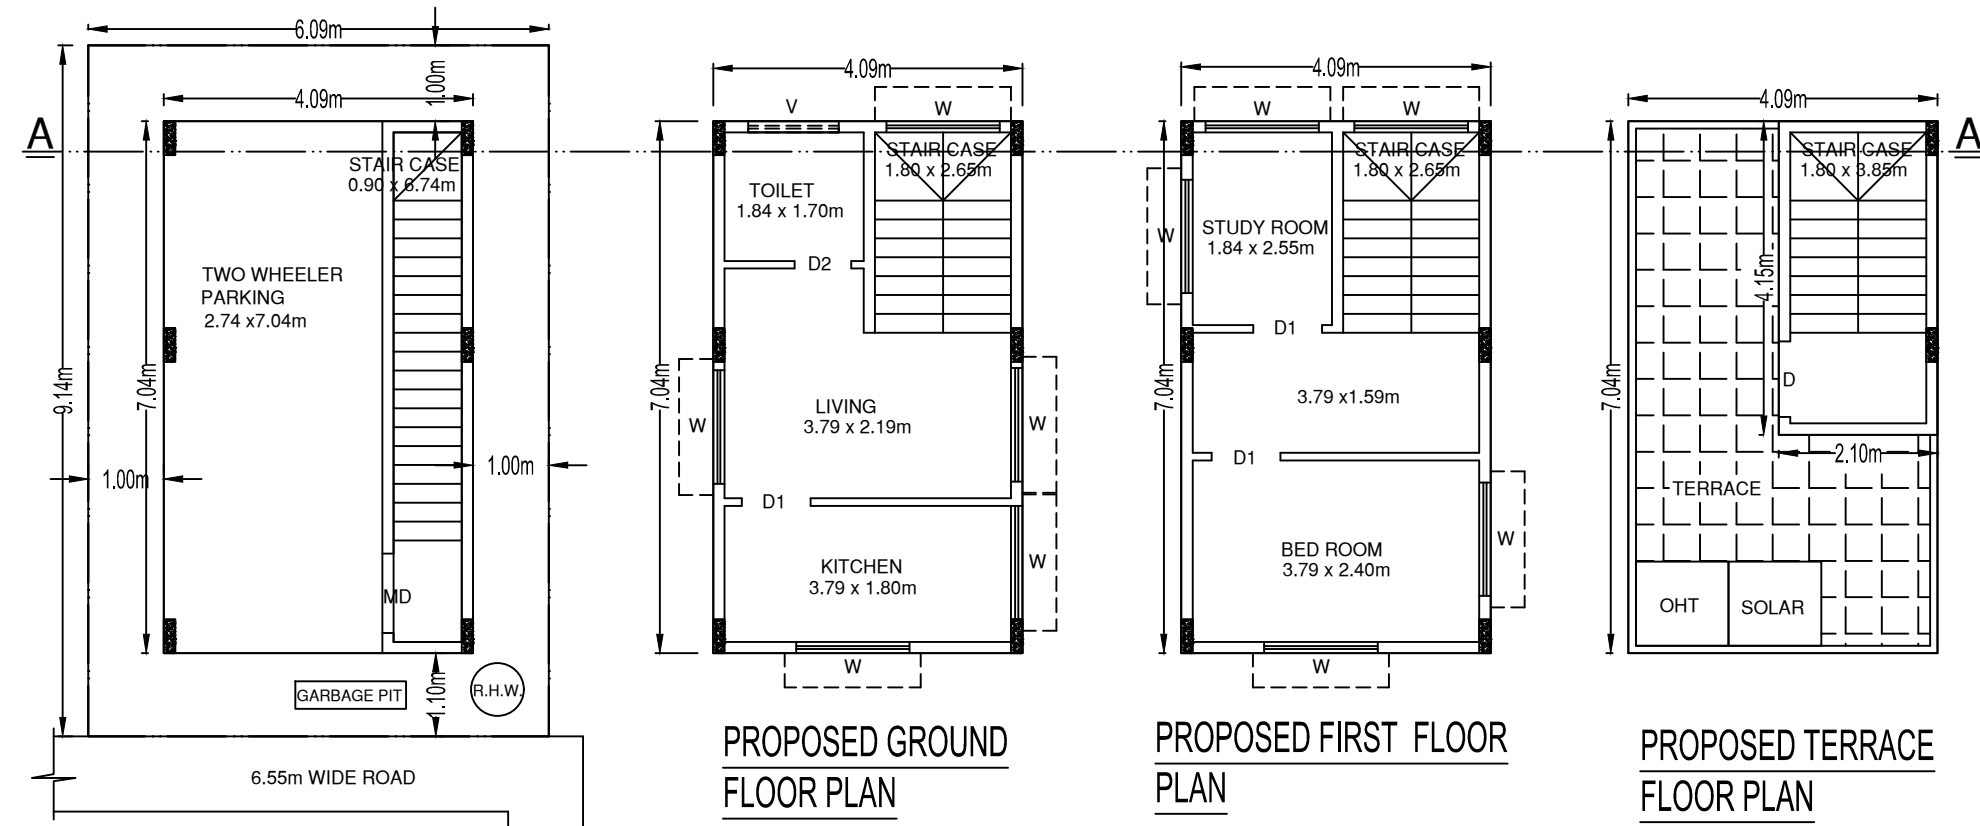 6.09m
4.09m
1.00m
A
STAIR CASE
0.90 x 6.74m
TWO WHEELER
PARKING
2.74 x7.04m
9.14m
7.04m
1.00m
1.00m
MD
GARBAGE PIT
R.H.W.
1.10m
6.55m WIDE ROAD
4.09m
V
W
STAIR CASE
1.80 x 2.65m
TOILET
1.84 x 1.70m
D2
7.04m
W
LIVING
3.79 x 2.19m
W
D1
KITCHEN
3.79 x 1.80m
W
W
PROPOSED GROUND
FLOOR PLAN
4.09m
W
W
STAIR CASE
1.80 x 2.65m
W
STUDY ROOM
1.84 x 2.55m
D1
7.04m
3.79 x1.59m
D1
BED ROOM
3.79 x 2.40m
W
W
PROPOSED FIRST FLOOR
PLAN
4.09m
A
STAIR CASE
1.80 x 3.85m
4.15m
D
7.04m
2.10m
TERRACE
OHT
SOLAR
PROPOSED TERRACE
FLOOR PLAN